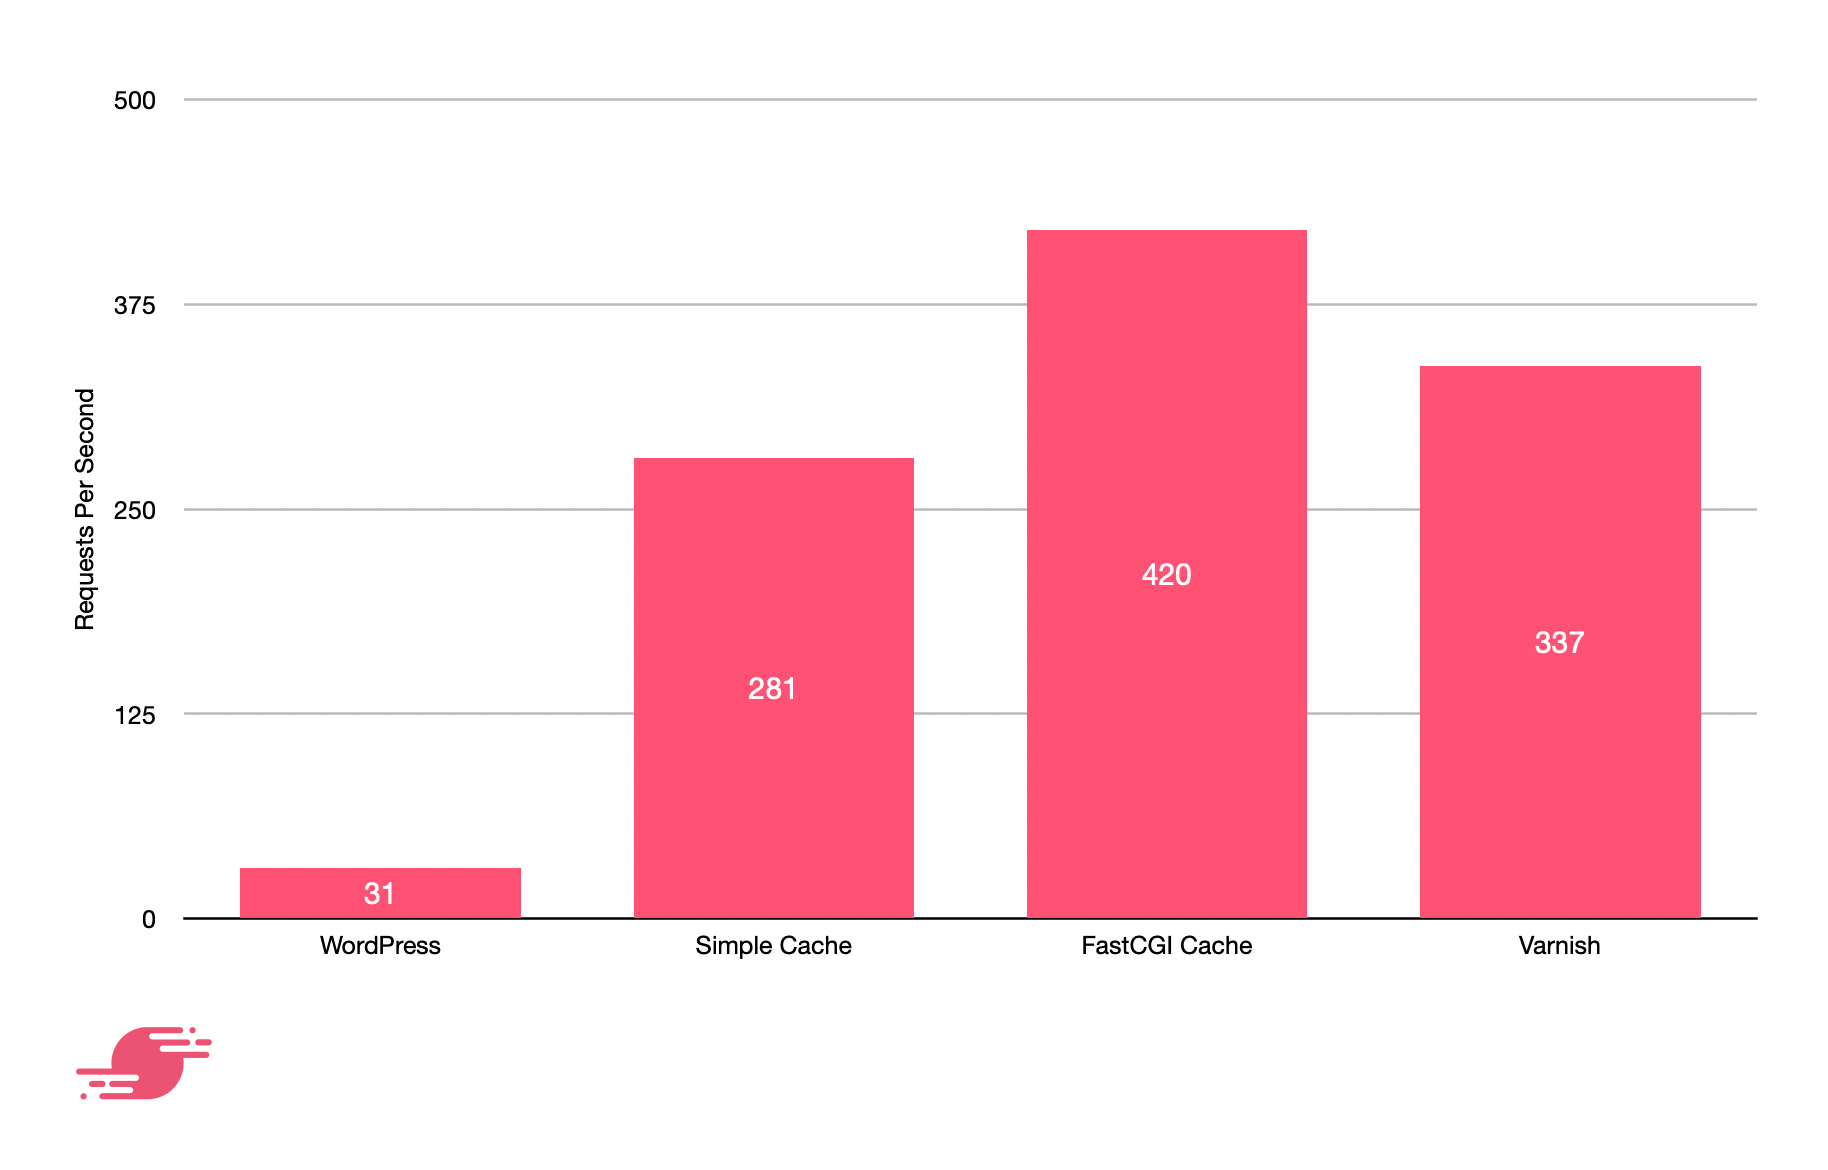 500
375
250
125
0
Requests Per Second
31
281
420
337
WordPress
Simple Cache
FastCGI Cache
Varnish